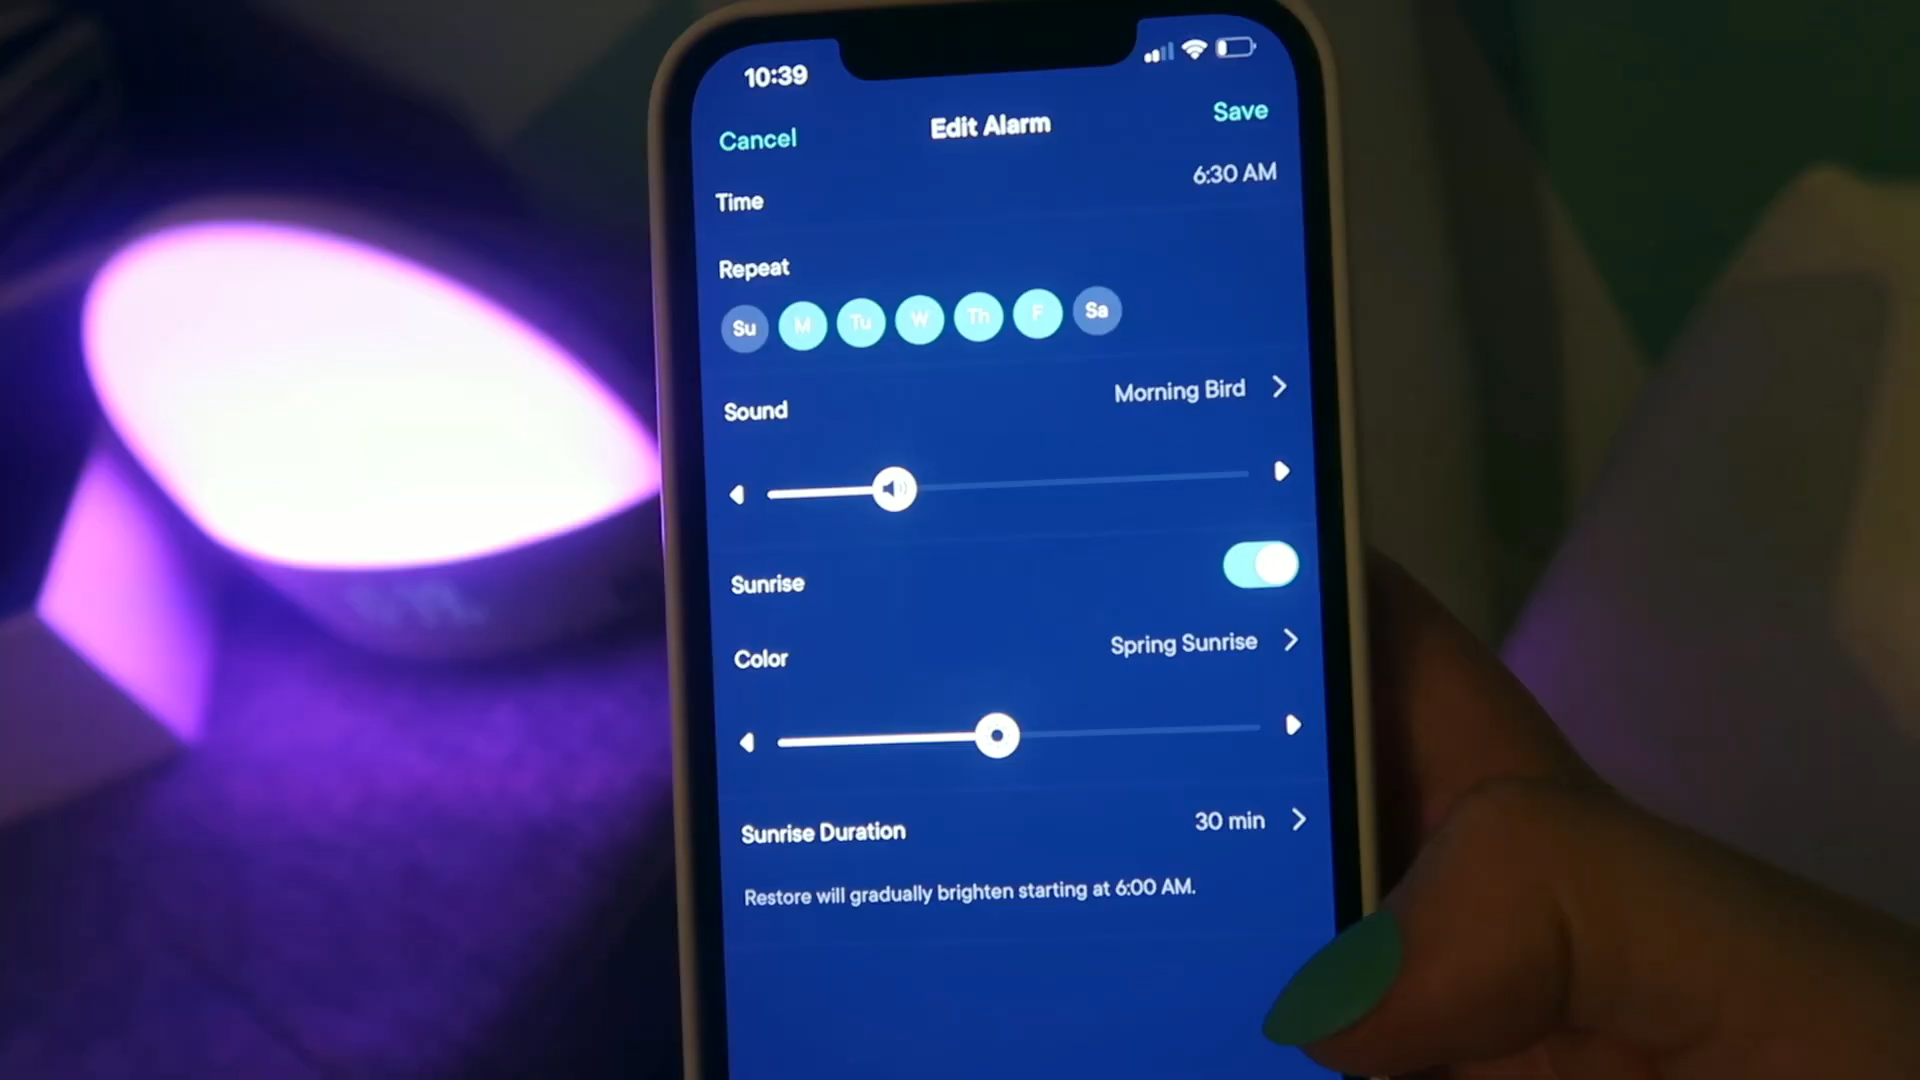 10:39
Cancel Edit Alarm Save
Time 6:30 AM
Repeat
Su M Tu W Th F Sa
Sound Morning Bird
Sunrise
Color Spring Sunrise
Sunrise Duration 30 min
Restore will gradually brighten starting at 6:00 AM.